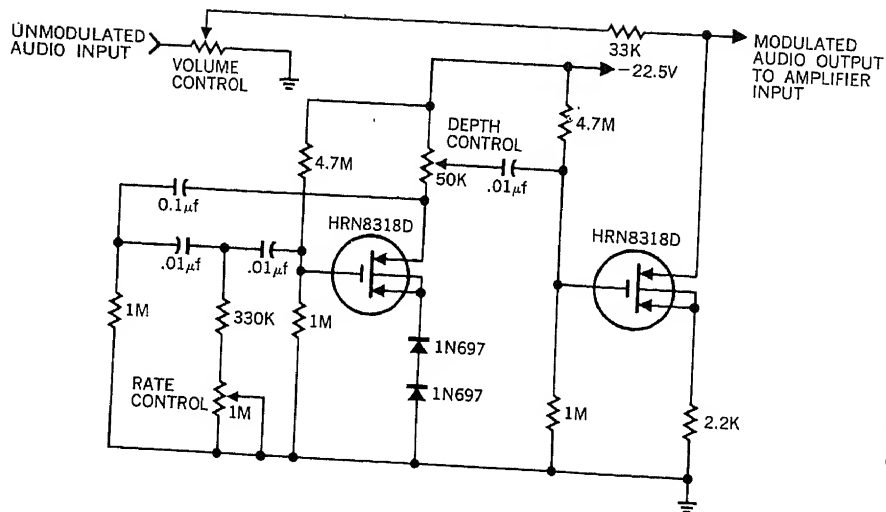 UNMODULATED
AUDIO INPUT
VOLUME
CONTROL
33K
MODULATED
AUDIO OUTPUT
TO AMPLIFIER
INPUT
−22.5V
4.7M
DEPTH
CONTROL
4.7M
50K
.01μf
0.1μf
HRN8318D
HRN8318D
.01μf
.01μf
1M
330K
1M
1N697
RATE
CONTROL
1M
1N697
1M
2.2K